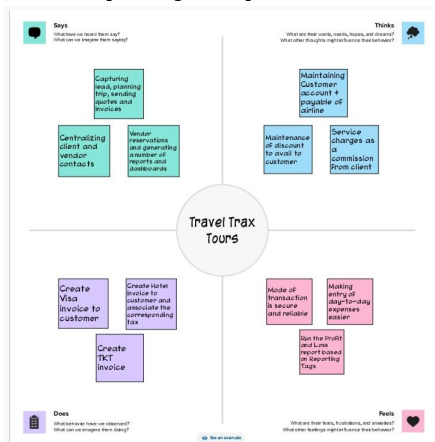 Says
What have we heard them say?
What can we imagine them saying?
Thinks
What are their wants, needs, hopes, and dreams?
What other thoughts might influence their behavior?
Capturing
lead, planning
trip, sending
quotes and
invoices
Centralizing
client and
vendor
contacts
Vendor
reservations
and generating
a number of
reports and
dashboards
Maintaining
Customer
account +
payable of
airline
Maintenance
of discount
to avail to
customer
Service
charges as
a
commission
from client
Travel Trax
Tours
Create
Visa
invoice to
customer
Create Hotel
invoice to
customer and
associate the
corresponding
tax
Create
TKT
invoice
Mode of
transaction
is secure
and reliable
Making
entry of
day-to-day
expenses
easier
Run the Profit
and Loss
report based
on Reporting
Tags
Does
What behavior have we observed?
What can we imagine them doing?
Feels
What are their fears, frustrations, and anxieties?
What other feelings might influence their behavior?
See an example